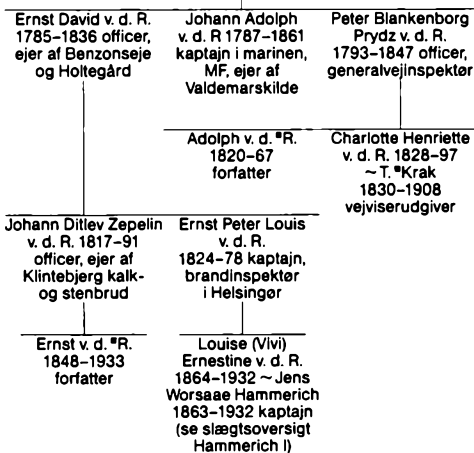 Ernst David v. d. R.
1785–1836 officer,
ejer af Benzonseje
og Holtegård
Johann Adolph
v. d. R 1787–1861
kaptajn i marinen,
MF, ejer af
Valdemarskilde
Peter Blankenborg
Prydz v. d. R.
1793–1847 officer,
generalvejinspektør
Adolph v. d. *R.
1820–67
forfatter
Charlotte Henriette
v. d. R. 1828–97
~ T. *Krak
1830–1908
vejviserudgiver
Johann Ditlev Zepelin
v. d. R. 1817–91
officer, ejer af
Klintebjerg kalk-
og stenbrud
Ernst Peter Louis
v. d. R.
1824–78 kaptajn,
brandinspektør
i Helsingør
Ernst v. d. *R.
1848–1933
forfatter
Louise (Vivi)
Ernestine v. d. R.
1864–1932 ~ Jens
Worsaae Hammerich
1863–1932 kaptajn
(se slægtsoversigt
Hammerich I)